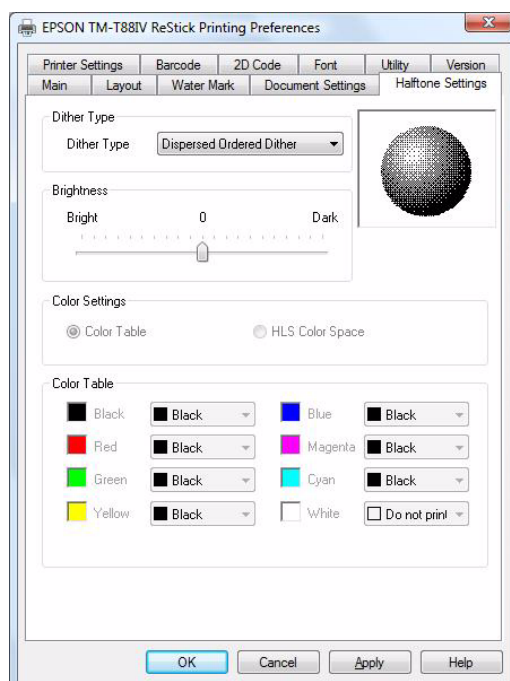 EPSON TM-T88IV ReStick Printing Preferences
Printer Settings Barcode 2D Code Font Utility Version
Main Layout Water Mark Document Settings Halftone Settings
Dither Type
Dither Type Dispersed Ordered Dither
Brightness
Bright 0 Dark
Color Settings
Color Table HLS Color Space
Color Table
Black Black Blue Black
Red Black Magenta Black
Green Black Cyan Black
Yellow Black White Do not print
OK Cancel Apply Help